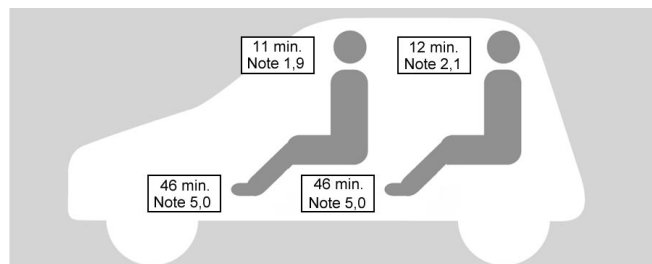 11 min.
Note 1,9
12 min.
Note 2,1
46 min.
Note 5,0
46 min.
Note 5,0